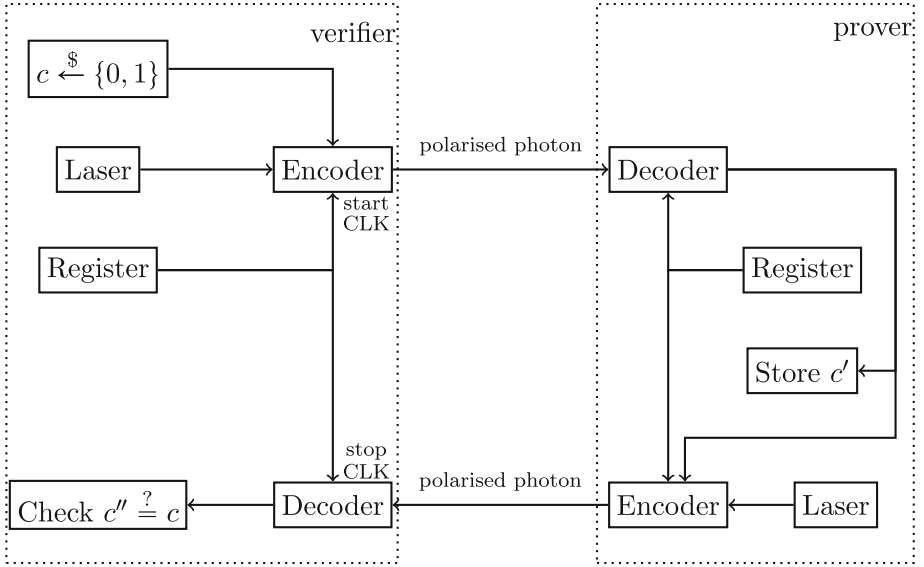 verifier
prover
c $← {0, 1}
Laser
Encoder
polarised photon
Decoder
start
CLK
Register
Register
Store c′
stop
CLK
Check c″ ?= c
Decoder
polarised photon
Encoder
Laser